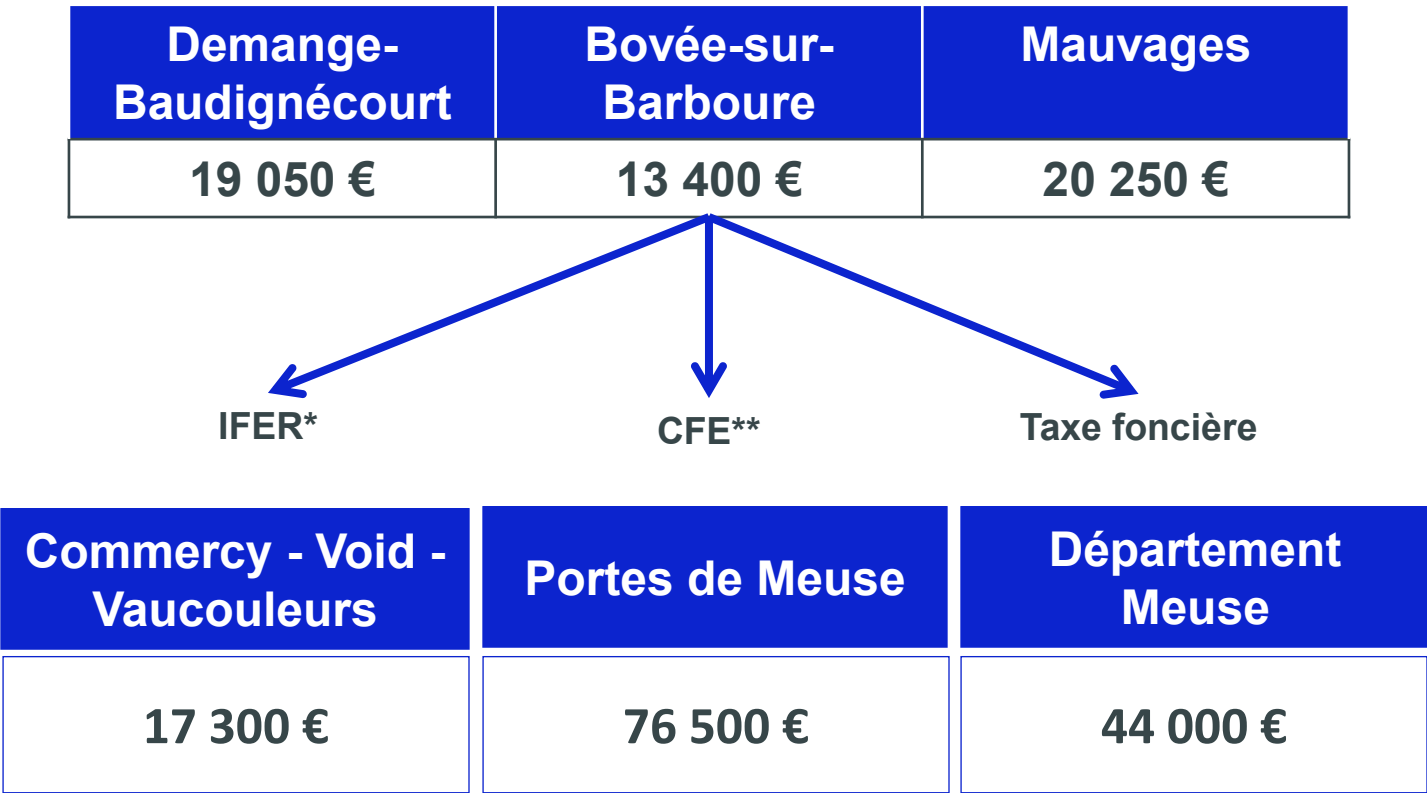 Demange-
Baudignécourt
Bovée-sur-
Barboure
Mauvages
19 050 €
13 400 €
20 250 €
IFER*
CFE**
Taxe foncière
Commercy - Void -
Vaucouleurs
Portes de Meuse
Département
Meuse
17 300 €
76 500 €
44 000 €